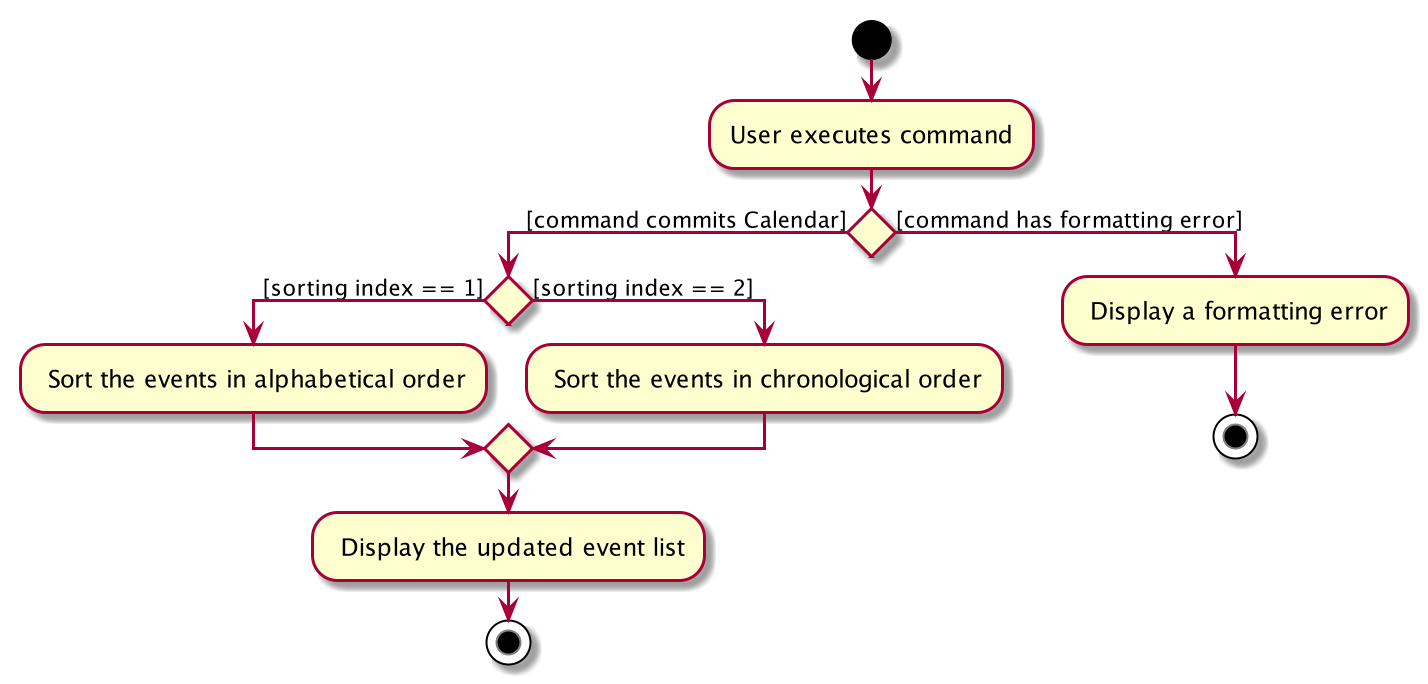 User executes command
[command commits Calendar]
[command has formatting error]
[sorting index == 1]
[sorting index == 2]
Display a formatting error
Sort the events in alphabetical order
Sort the events in chronological order
Display the updated event list